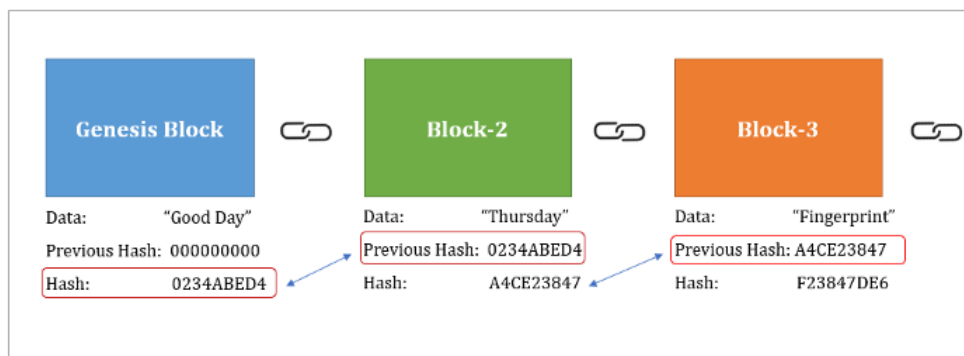 Genesis Block
Block-2
Block-3
Data: “Good Day”
Previous Hash: 000000000
Hash: 0234ABED4
Data: “Thursday”
Previous Hash: 0234ABED4
Hash: A4CE23847
Data: “Fingerprint”
Previous Hash: A4CE23847
Hash: F23847DE6